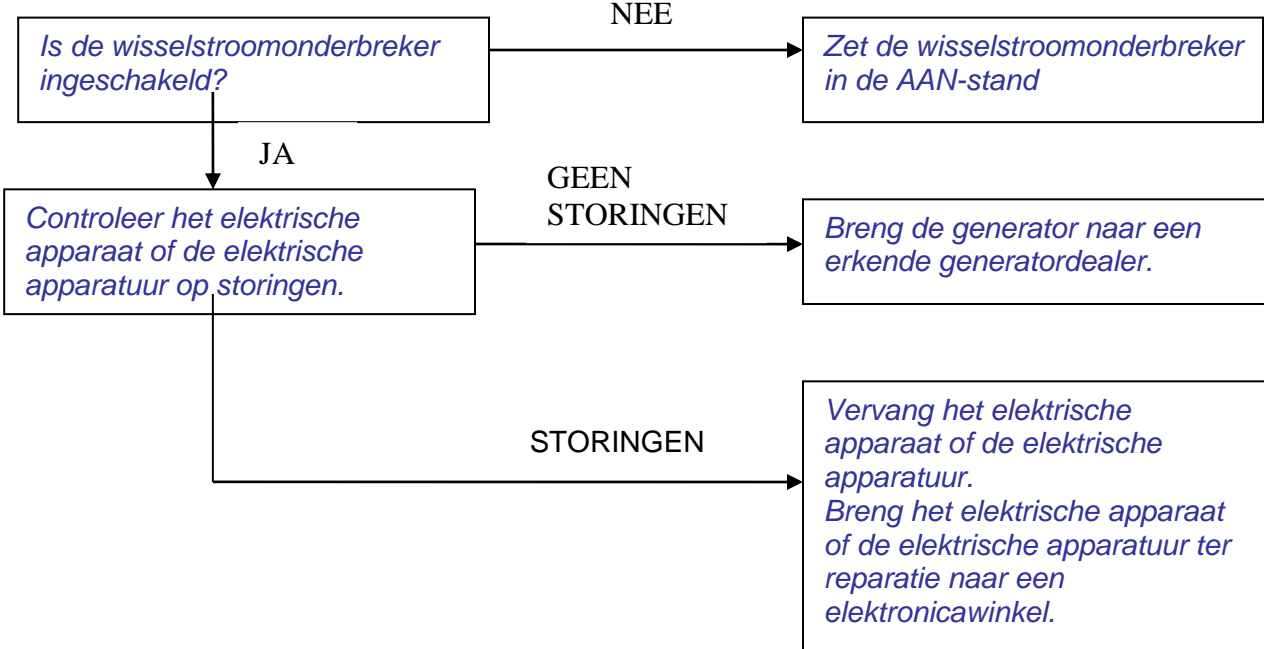 NEE
Is de wisselstroomonderbreker
ingeschakeld?
Zet de wisselstroomonderbreker
in de AAN-stand
JA
Controleer het elektrische
apparaat of de elektrische
apparatuur op storingen.
GEEN
STORINGEN
Breng de generator naar een
erkende generatordealer.
STORINGEN
Vervang het elektrische
apparaat of de elektrische
apparatuur.
Breng het elektrische apparaat
of de elektrische apparatuur ter
reparatie naar een
elektronicawinkel.